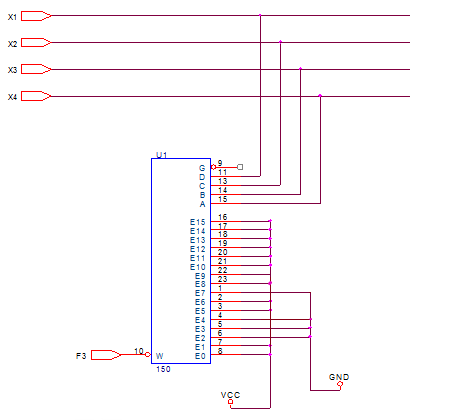 X1
X2
X3
X4
U1
G 9
D 11
C 13
B 14
A 15
E15 16
E14 17
E13 18
E12 19
E11 20
E10 21
E9 22
E8 23
E7 1
E6 2
E5 3
E4 4
E3 5
E2 6
E1 7
E0 8
F3 10 W
150
GND
VCC